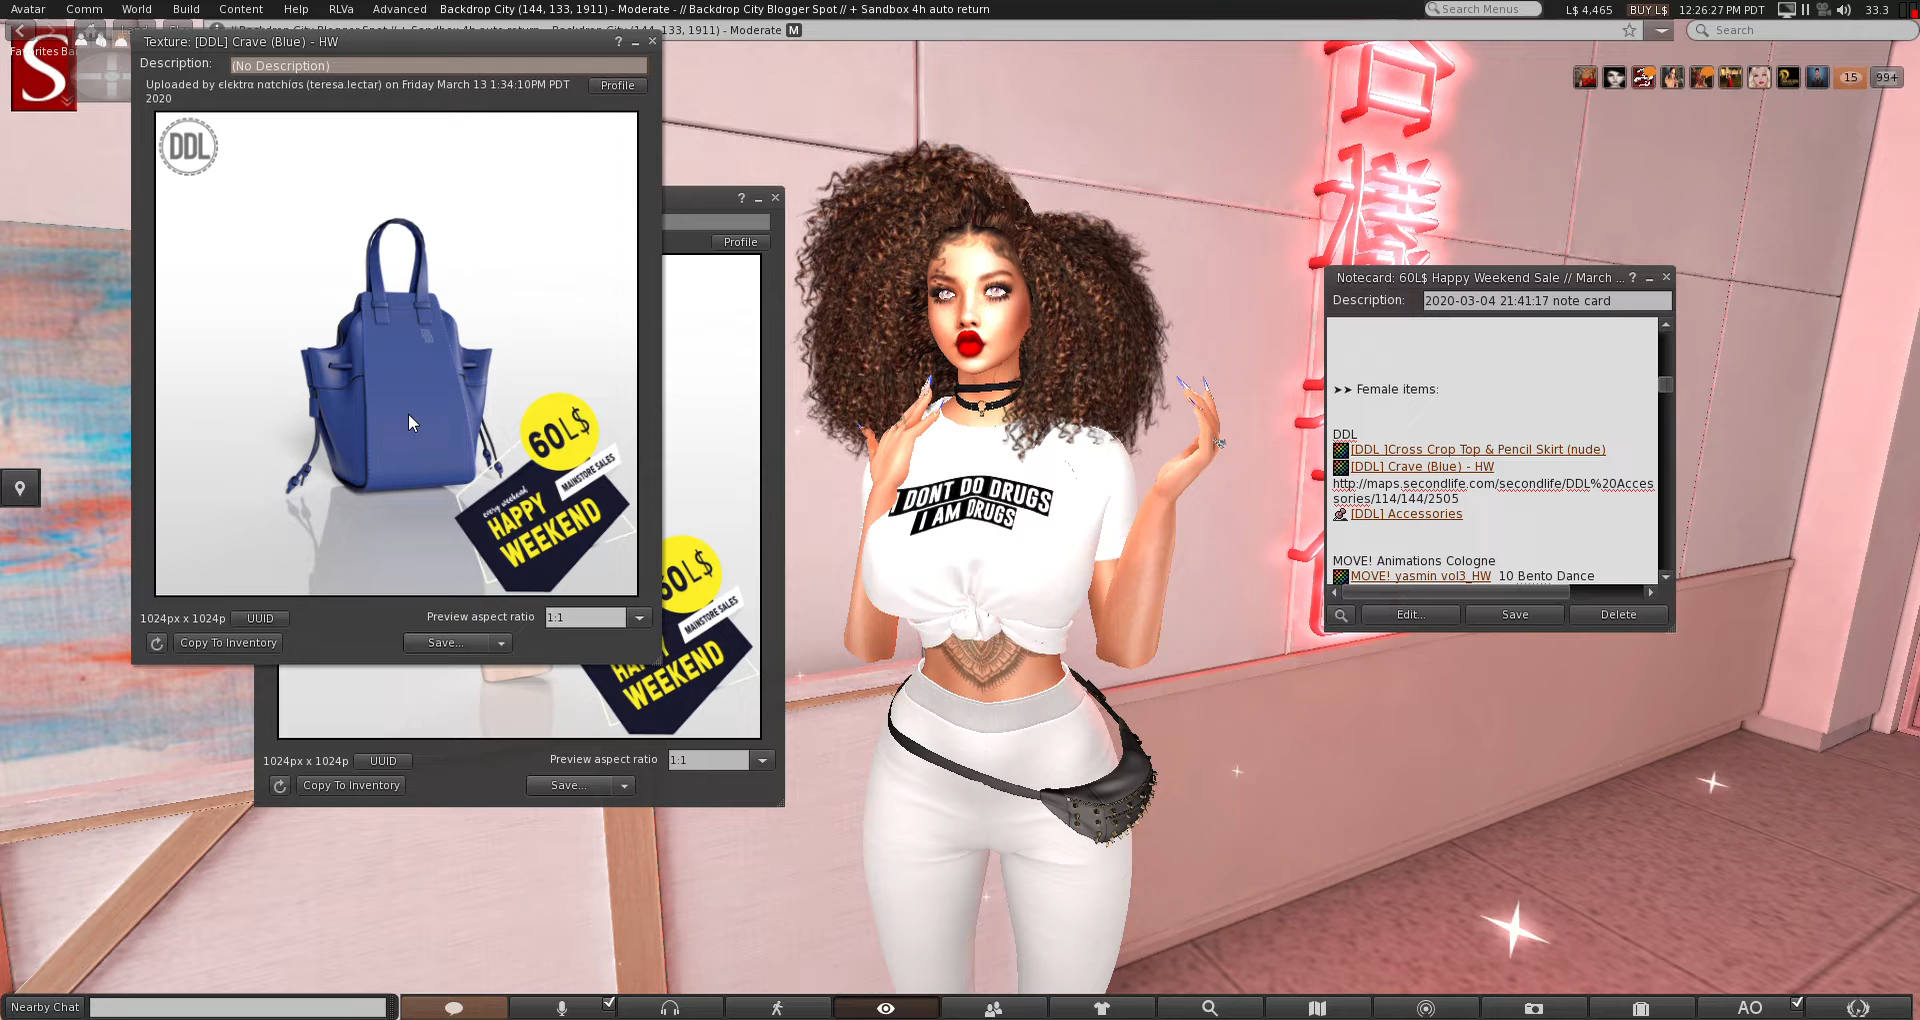 Avatar Comm World Build Content Help RLVa Advanced Backdrop City (144, 133, 1911) - Moderate - // Backdrop City Blogger Spot // + Sandbox 4h auto return
Search Menus L$ 4,465 BUY L$ 12:26:27 PM PDT 33.3
133, 1911) - Moderate M
Search
Favorites Ba
S
15 99+
Texture: [DDL] Crave (Blue) - HW
Description: (No Description)
Uploaded by єlєktrα nαtchiσs (teresa.lectar) on Friday March 13 1:34:10PM PDT
2020
Profile
DDL
60L$
MAINSTORE SALES
every weekend
HAPPY
WEEKEND
1024px x 1024p UUID Preview aspect ratio 1:1
Copy To Inventory Save...
Profile
60L$
MAINSTORE SALES
WEEKEND
1024px x 1024p UUID Preview aspect ratio 1:1
Copy To Inventory Save...
I DONT DO DRUGS
I AM DRUGS
Notecard: 60L$ Happy Weekend Sale // March ...
Description: 2020-03-04 21:41:17 note card
➤➤ Female items:
DDL
[DDL ]Cross Crop Top & Pencil Skirt (nude)
[DDL] Crave (Blue) - HW
http://maps.secondlife.com/secondlife/DDL%20Acces
sories/114/144/2505
[DDL] Accessories
MOVE! Animations Cologne
MOVE! yasmin vol3_HW 10 Bento Dance
Edit... Save Delete
Nearby Chat
AO